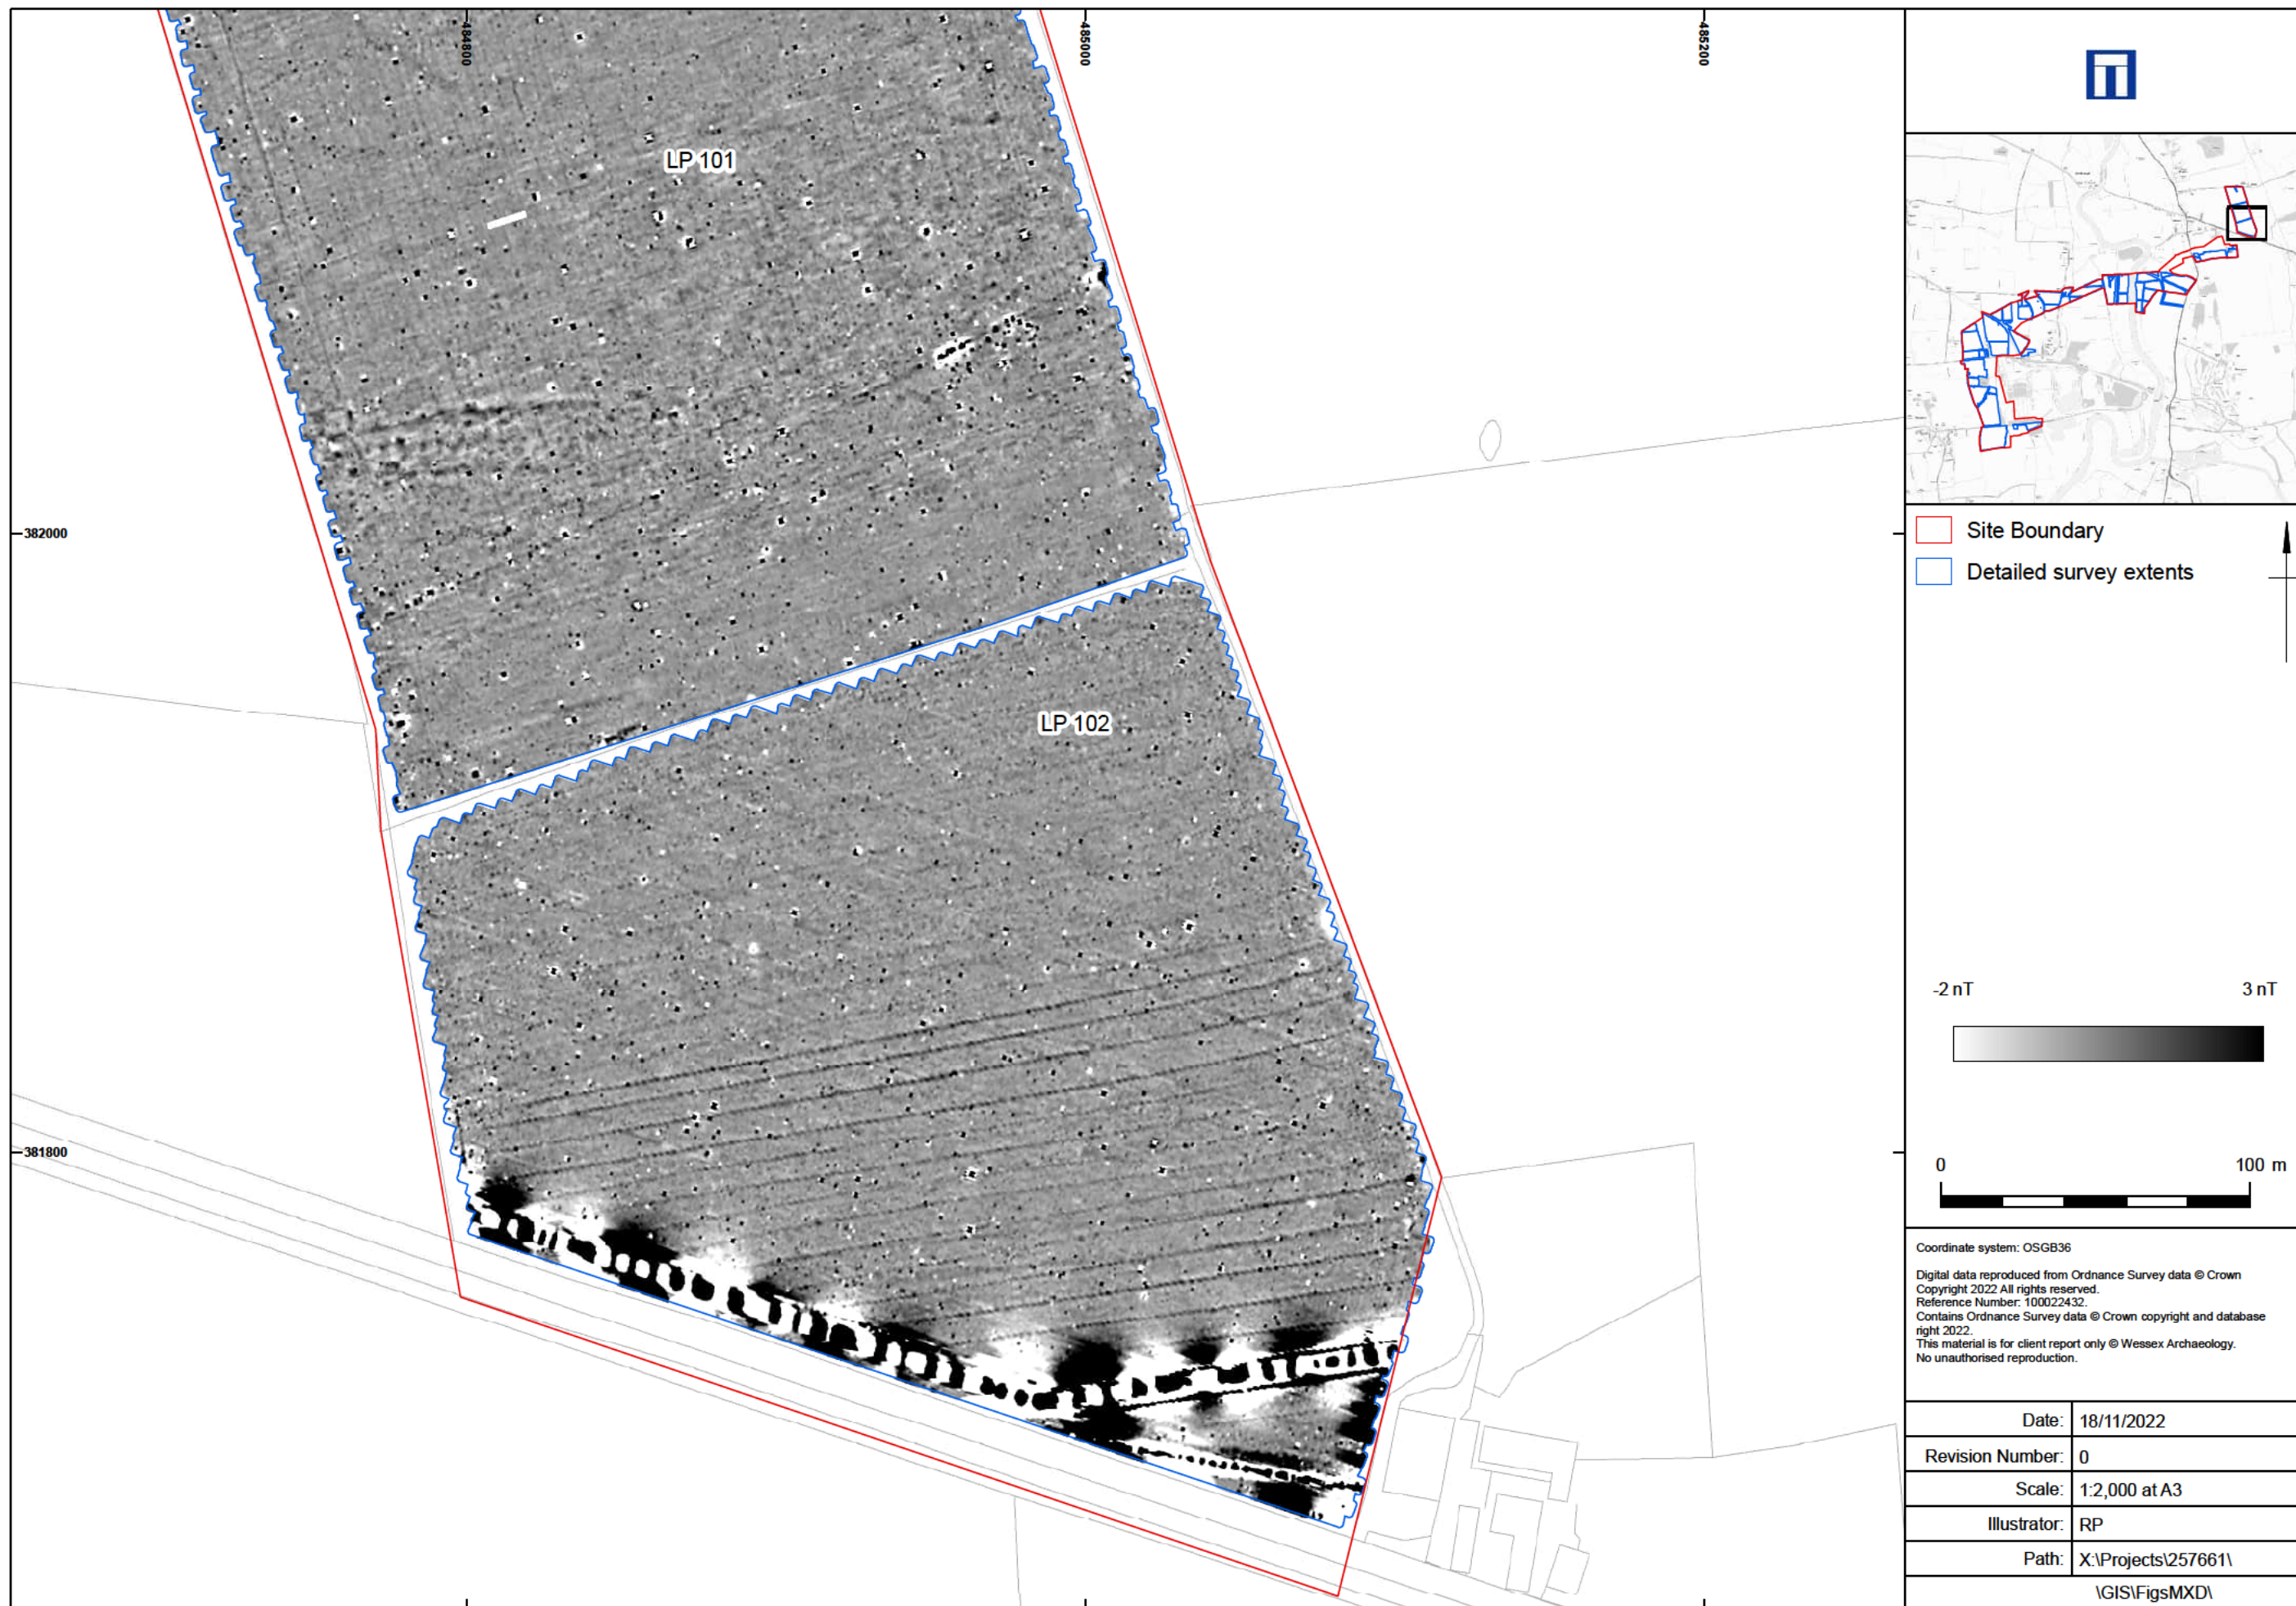 484800
485000
485200
LP 101
382000
LP 102
381800
Site Boundary
Detailed survey extents
-2 nT
3 nT
0
100 m
Coordinate system: OSGB36
Digital data reproduced from Ordnance Survey data © Crown
Copyright 2022 All rights reserved.
Reference Number: 100022432.
Contains Ordnance Survey data © Crown copyright and database
right 2022.
This material is for client report only © Wessex Archaeology.
No unauthorised reproduction.
Date: 18/11/2022
Revision Number: 0
Scale: 1:2,000 at A3
Illustrator: RP
Path: X:\Projects\257661\
\GIS\FigsMXD\